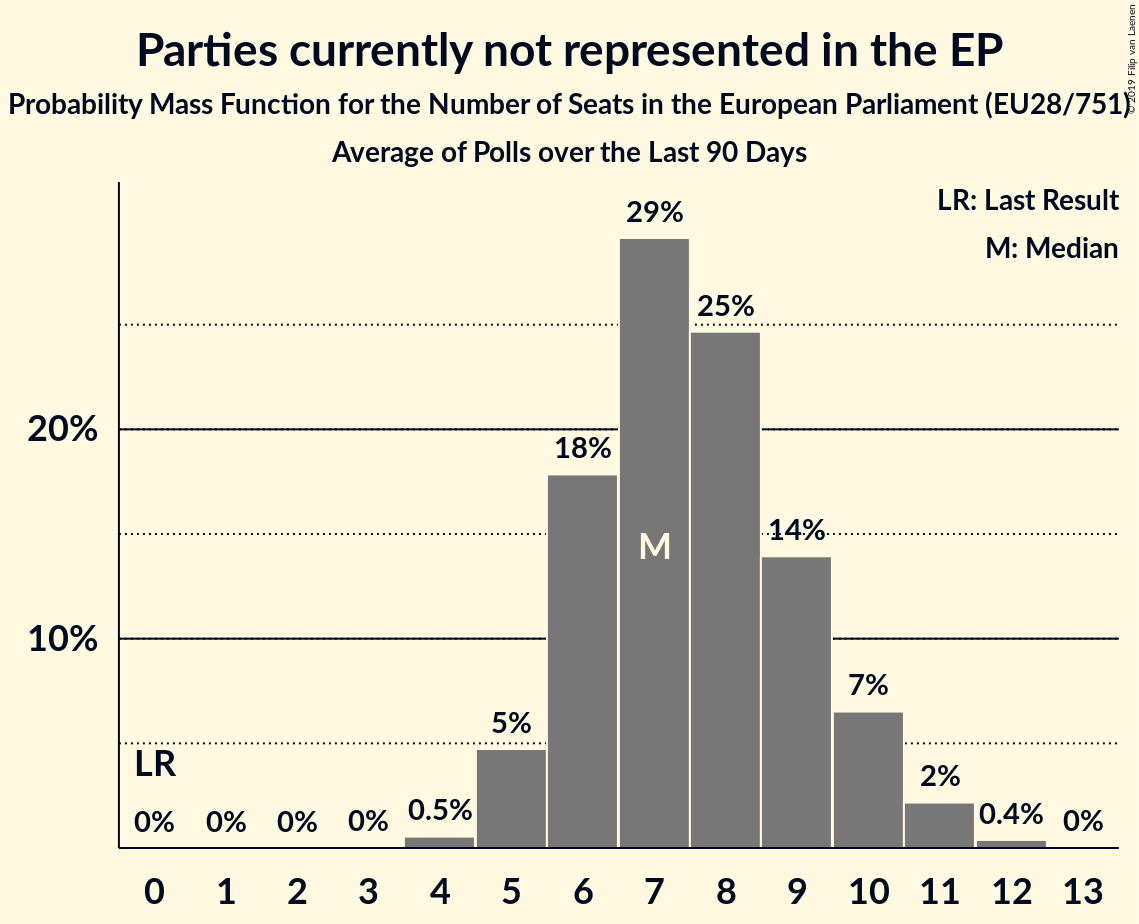 Parties currently not represented in the EP
Probability Mass Function for the Number of Seats in the European Parliament (EU28/751)
Average of Polls over the Last 90 Days
© 2019 Filip van Laenen
LR: Last Result
M: Median
29%
25%
20%
18%
M
14%
10%
7%
5%
LR
2%
0% 0% 0% 0% 0.5% 0.4% 0%
0 1 2 3 4 5 6 7 8 9 10 11 12 13